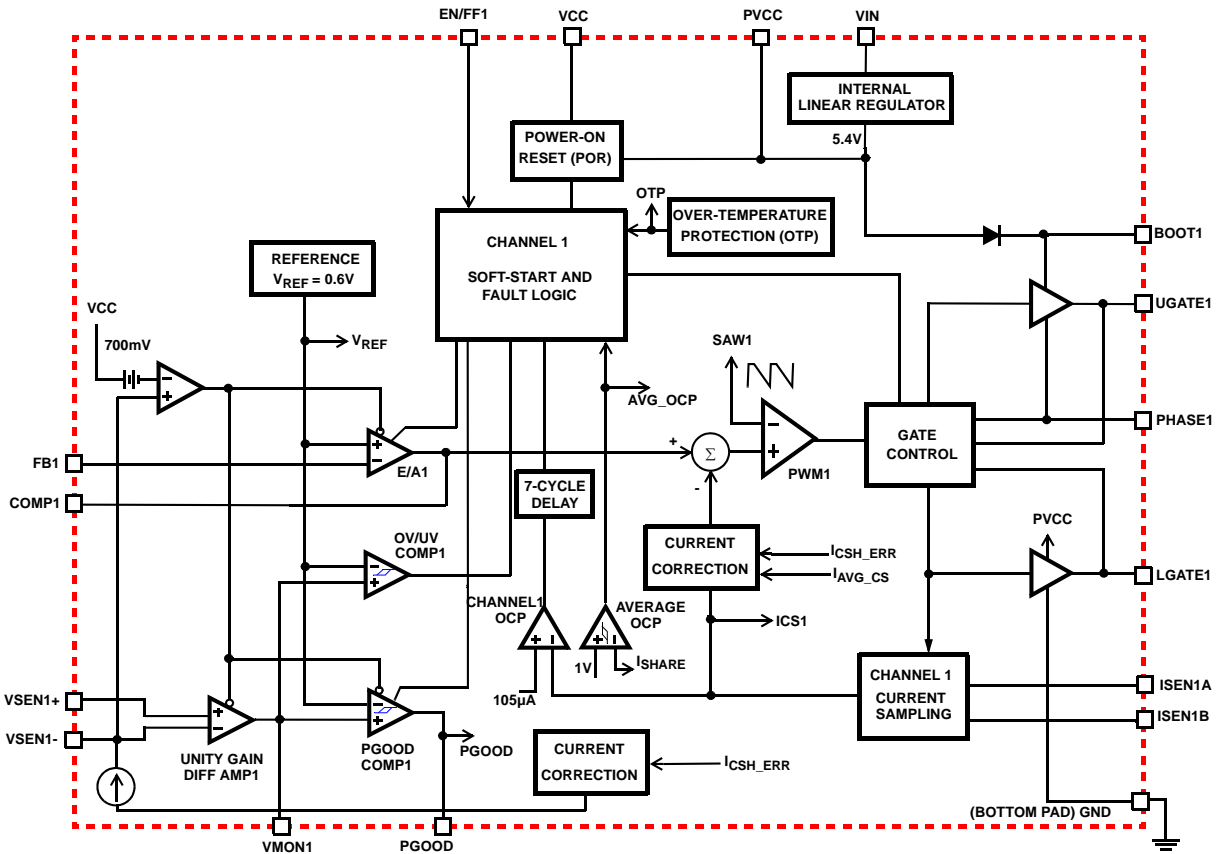 EN/FF1
VCC
PVCC
VIN
INTERNAL
LINEAR REGULATOR
5.4V
POWER-ON
RESET (POR)
OTP
OVER-TEMPERATURE
PROTECTION (OTP)
CHANNEL 1
SOFT-START AND
FAULT LOGIC
BOOT1
REFERENCE
VREF = 0.6V
UGATE1
VCC
700mV
VREF
SAW1
AVG_OCP
−
+
PHASE1
+
−
FB1
E/A1
+
Σ
-
−
+
PWM1
GATE
CONTROL
COMP1
7-CYCLE
DELAY
OV/UV
COMP1
−
+
CURRENT
CORRECTION
ICSH_ERR
IAVG_CS
PVCC
LGATE1
CHANNEL1
OCP
+
−
AVERAGE
OCP
+
−
ICS1
1V
ISHARE
105µA
CHANNEL 1
CURRENT
SAMPLING
ISEN1A
ISEN1B
VSEN1+
VSEN1-
+
−
UNITY GAIN
DIFF AMP1
−
+
PGOOD
COMP1
PGOOD
CURRENT
CORRECTION
ICSH_ERR
(BOTTOM PAD) GND
VMON1
PGOOD